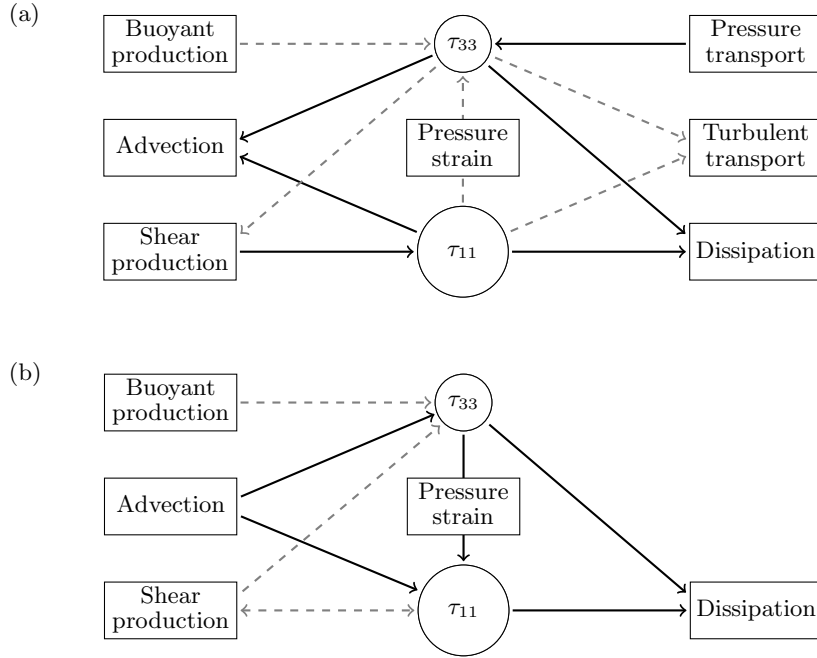 (a)
Buoyant
production
τ33
Pressure
transport
Advection
Pressure
strain
Turbulent
transport
Shear
production
τ11
Dissipation
(b)
Buoyant
production
τ33
Advection
Pressure
strain
Shear
production
τ11
Dissipation